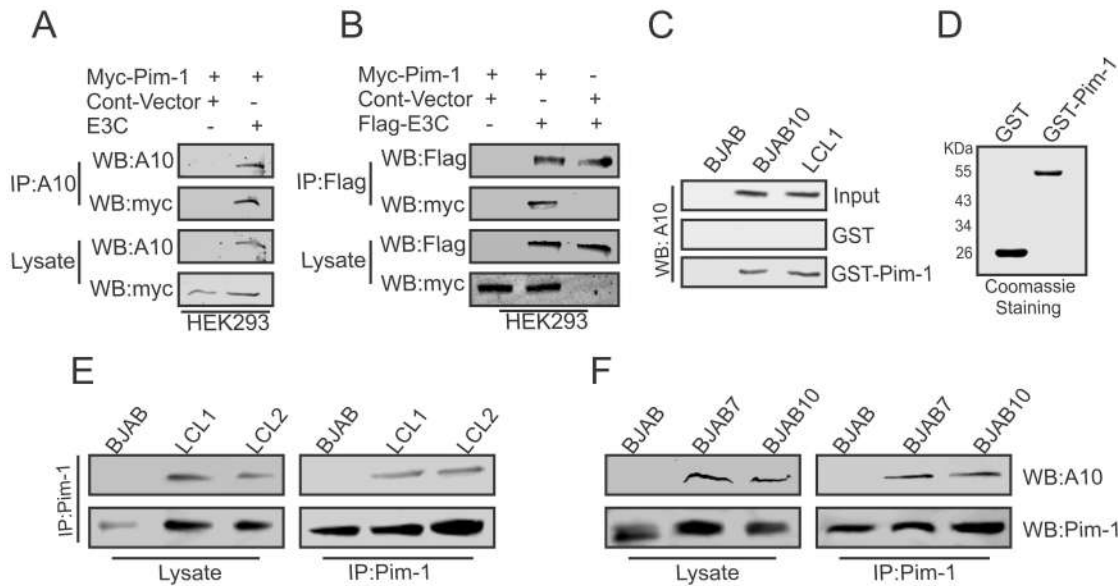 A
Myc-Pim-1 + +
Cont-Vector + -
E3C - +
IP:A10
WB:A10
WB:myc
Lysate
WB:A10
WB:myc
HEK293
B
Myc-Pim-1 + + -
Cont-Vector + - +
Flag-E3C - + +
IP:Flag
WB:Flag
WB:myc
Lysate
WB:Flag
WB:myc
HEK293
C
BJAB BJAB10 LCL1
WB: A10
Input
GST
GST-Pim-1
D
GST GST-Pim-1
KDa
55
43
34
26
Coomassie
Staining
E
BJAB LCL1 LCL2 BJAB LCL1 LCL2
IP:Pim-1
Lysate IP:Pim-1
F
BJAB BJAB7 BJAB10 BJAB BJAB7 BJAB10
WB:A10
WB:Pim-1
Lysate IP:Pim-1